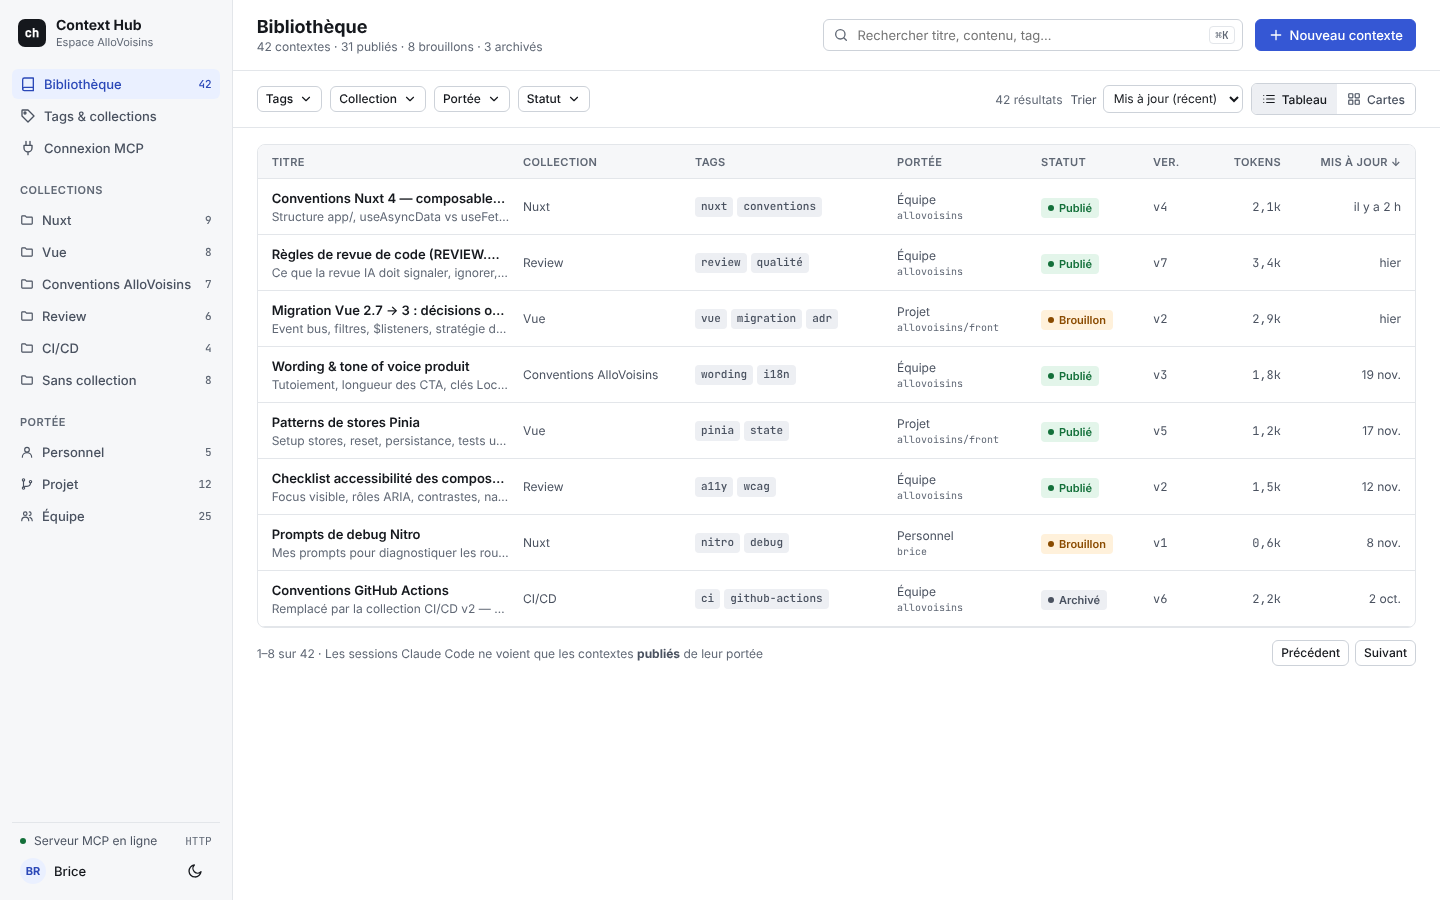 ch
Context Hub
Espace AlloVoisins
Bibliothèque 42
Tags & collections
Connexion MCP
COLLECTIONS
Nuxt 9
Vue 8
Conventions AlloVoisins 7
Review 6
CI/CD 4
Sans collection 8
PORTÉE
Personnel 5
Projet 12
Équipe 25
Serveur MCP en ligne HTTP
BR Brice
Bibliothèque
42 contextes · 31 publiés · 8 brouillons · 3 archivés
Rechercher titre, contenu, tag... ⌘K
+ Nouveau contexte
Tags Collection Portée Statut
42 résultats Trier Mis à jour (récent) Tableau Cartes
TITRE COLLECTION TAGS PORTÉE STATUT VER. TOKENS MIS À JOUR ↓
Conventions Nuxt 4 — composable…
Structure app/, useAsyncData vs useFet…
Nuxt nuxt conventions Équipe
allovoisins
Publié v4 2,1k il y a 2 h
Règles de revue de code (REVIEW.…
Ce que la revue IA doit signaler, ignorer,…
Review review qualité Équipe
allovoisins
Publié v7 3,4k hier
Migration Vue 2.7 → 3 : décisions o…
Event bus, filtres, $listeners, stratégie d…
Vue vue migration adr Projet
allovoisins/front
Brouillon v2 2,9k hier
Wording & tone of voice produit
Tutoiement, longueur des CTA, clés Loc…
Conventions AlloVoisins wording i18n Équipe
allovoisins
Publié v3 1,8k 19 nov.
Patterns de stores Pinia
Setup stores, reset, persistance, tests u…
Vue pinia state Projet
allovoisins/front
Publié v5 1,2k 17 nov.
Checklist accessibilité des compos…
Focus visible, rôles ARIA, contrastes, na…
Review a11y wcag Équipe
allovoisins
Publié v2 1,5k 12 nov.
Prompts de debug Nitro
Mes prompts pour diagnostiquer les rou…
Nuxt nitro debug Personnel
brice
Brouillon v1 0,6k 8 nov.
Conventions GitHub Actions
Remplacé par la collection CI/CD v2 — …
CI/CD ci github-actions Équipe
allovoisins
Archivé v6 2,2k 2 oct.
1–8 sur 42 · Les sessions Claude Code ne voient que les contextes publiés de leur portée
Précédent Suivant